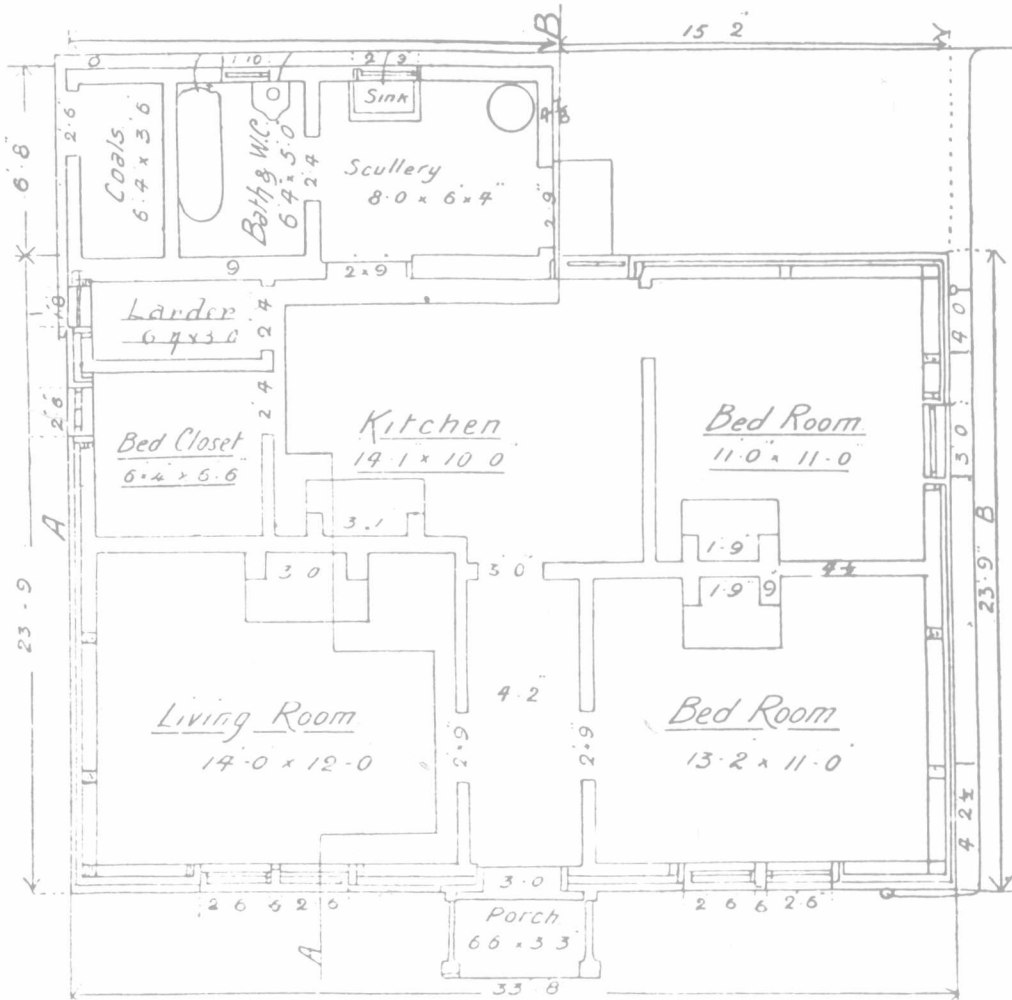 B
15 2"
1 10
2 9
Sink
2·6
6·8"
Coals
6·4 × 3'6
Bath & W.C.
6·4 × 5·0"
2·4
Scullery
8·0 × 6×4"
2 9"
9
2×9
Larder
2 4
4 0
2 4
2·6
Bed Closet
6×4 × 6·6
Kitchen
14·1 × 10 0
Bed Room
11·0" × 11·0"
3'0
A
3·1
3 0
3'0"
1·9"
1·9" 9
4½
23·9" B
23·9
4·2"
Living Room
14·0 × 12·0
2·9
2·9
Bed Room
13·2 × 11·0
4 2½
2 6 6 2·6
3·0
2 6 6 2·6"
Porch
6 6 × 3 3"
A
33·8